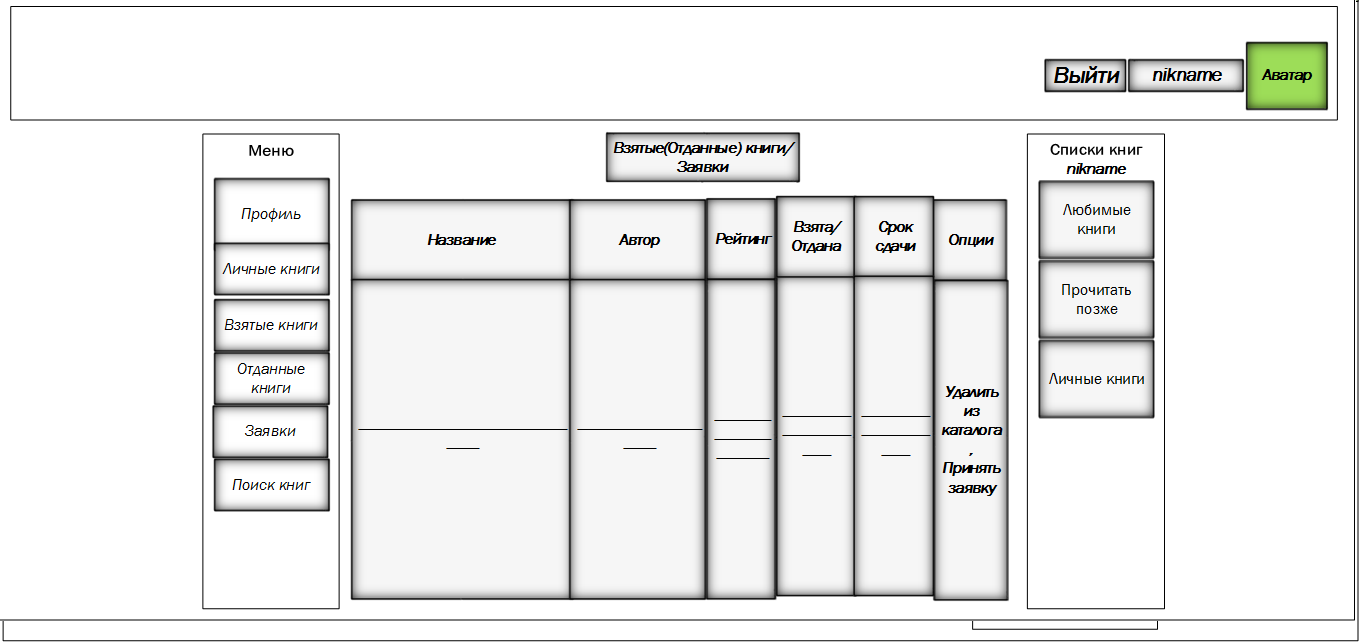 Выйти
nikname
Аватар
Меню
Профиль
Личные книги
Взятые книги
Отданные
книги
Заявки
Поиск книг
Взятые(Отданные) книги/
Заявки
Название
Автор
Рейтинг
Взята/
Отдана
Срок
сдачи
Опции
Удалить
из
каталога
,
Принять
заявку
Списки книг
nikname
Любимые
книги
Прочитать
позже
Личные книги